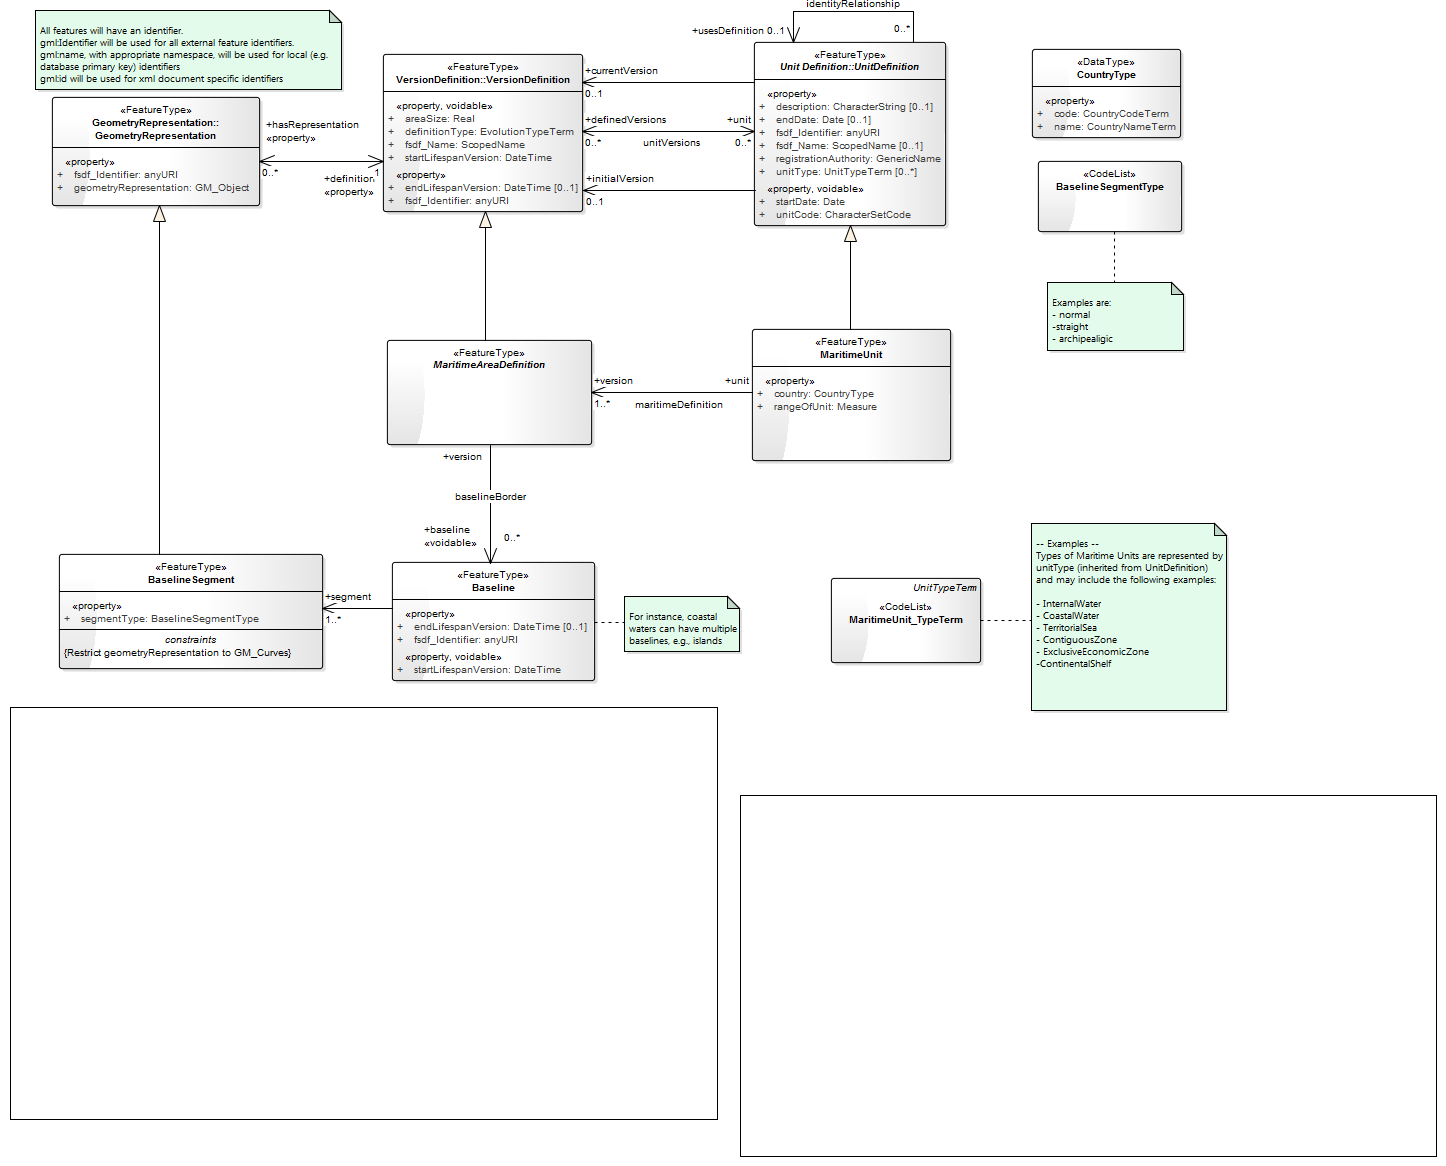 All features will have an identifier.
gml:Identifier will be used for all external feature identifiers.
gml:name, with appropriate namespace, will be used for local (e.g.
database primary key) identifiers
gml:id will be used for xml document specific identifiers
«FeatureType»
GeometryRepresentation::
GeometryRepresentation
«property»
+ fsdf_Identifier: anyURI
+ geometryRepresentation: GM_Object
+hasRepresentation
«property»
0..*
+definition
1
«property»
«FeatureType»
VersionDefinition::VersionDefinition
«property, voidable»
+ areaSize: Real
+ definitionType: EvolutionTypeTerm
+ fsdf_Name: ScopedName
+ startLifespanVersion: DateTime
«property»
+ endLifespanVersion: DateTime [0..1]
+ fsdf_Identifier: anyURI
+currentVersion
0..1
+definedVersions
+unit
0..*
unitVersions
0..*
+initialVersion
0..1
identityRelationship
+usesDefinition 0..1
0..*
«FeatureType»
Unit Definition::UnitDefinition
«property»
+ description: CharacterString [0..1]
+ endDate: Date [0..1]
+ fsdf_Identifier: anyURI
+ fsdf_Name: ScopedName [0..1]
+ registrationAuthority: GenericName
+ unitType: UnitTypeTerm [0..*]
«property, voidable»
+ startDate: Date
+ unitCode: CharacterSetCode
«DataType»
CountryType
«property»
+ code: CountryCodeTerm
+ name: CountryNameTerm
«CodeList»
BaselineSegmentType
Examples are:
- normal
-straight
- archipealigic
«FeatureType»
MaritimeAreaDefinition
+version
+unit
1..*
maritimeDefinition
«FeatureType»
MaritimeUnit
«property»
+ country: CountryType
+ rangeOfUnit: Measure
+version
baselineBorder
+baseline
«voidable»
0..*
«FeatureType»
BaselineSegment
«property»
+ segmentType: BaselineSegmentType
constraints
{Restrict geometryRepresentation to GM_Curves}
+segment
1..*
«FeatureType»
Baseline
«property»
+ endLifespanVersion: DateTime [0..1]
+ fsdf_Identifier: anyURI
«property, voidable»
+ startLifespanVersion: DateTime
For instance, coastal
waters can have multiple
baselines, e.g., islands
UnitTypeTerm
«CodeList»
MaritimeUnit_TypeTerm
-- Examples --
Types of Maritime Units are represented by
unitType (inherited from UnitDefinition)
and may include the following examples:
- InternalWater
- CoastalWater
- TerritorialSea
- ContiguousZone
- ExclusiveEconomicZone
-ContinentalShelf